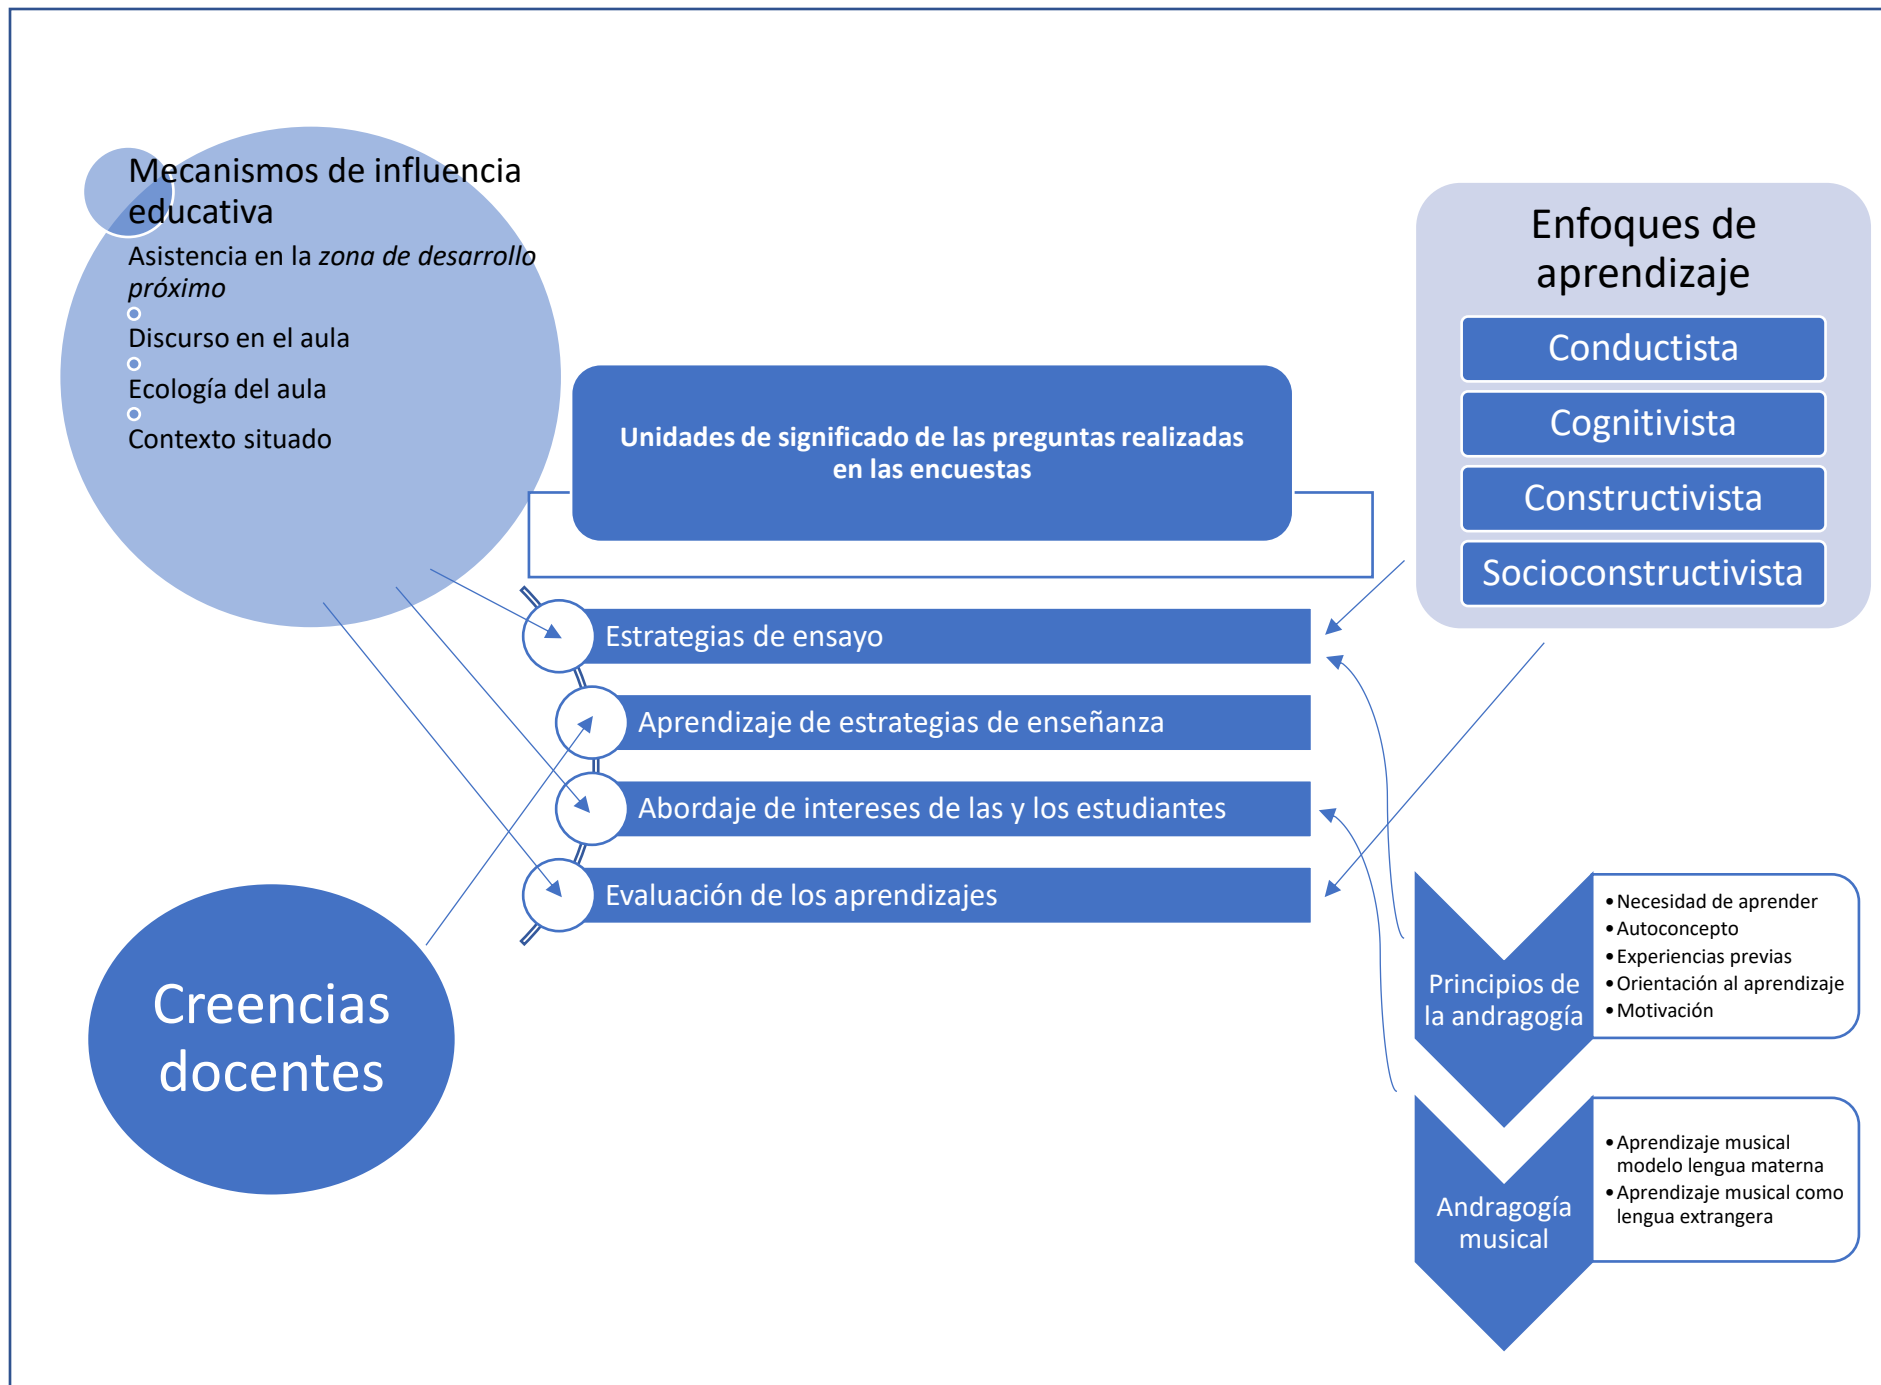 Mecanismos de influencia
educativa
Asistencia en la zona de desarrollo
próximo
Discurso en el aula
Ecología del aula
Contexto situado
Unidades de significado de las preguntas realizadas
en las encuestas
Enfoques de
aprendizaje
Conductista
Cognitivista
Constructivista
Socioconstructivista
Estrategias de ensayo
Aprendizaje de estrategias de enseñanza
Abordaje de intereses de las y los estudiantes
Evaluación de los aprendizajes
Creencias
docentes
Principios de
la andragogía
•Necesidad de aprender
•Autoconcepto
•Experiencias previas
•Orientación al aprendizaje
•Motivación
Andragogía
musical
•Aprendizaje musical
modelo lengua materna
•Aprendizaje musical como
lengua extrangera